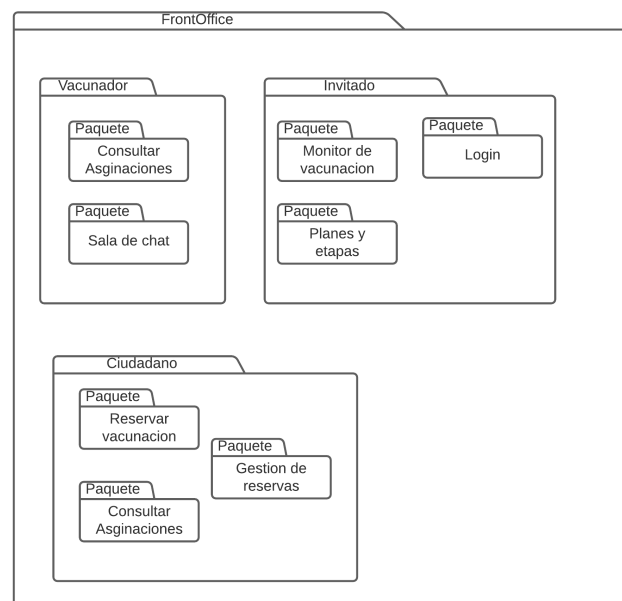 FrontOffice
Vacunador
Paquete
Consultar
Asginaciones
Paquete
Sala de chat
Invitado
Paquete
Monitor de
vacunacion
Paquete
Login
Paquete
Planes y
etapas
Ciudadano
Paquete
Reservar
vacunacion
Paquete
Gestion de
reservas
Paquete
Consultar
Asginaciones